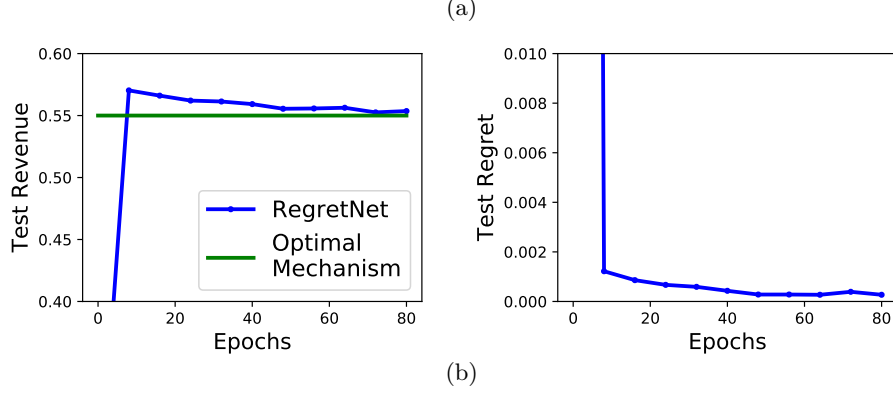 (a)
0.60
0.55
0.50
0.45
0.40
Test Revenue
RegretNet
Optimal
Mechanism
0 20 40 60 80
Epochs
0.010
0.008
0.006
0.004
0.002
0.000
Test Regret
0 20 40 60 80
Epochs
(b)